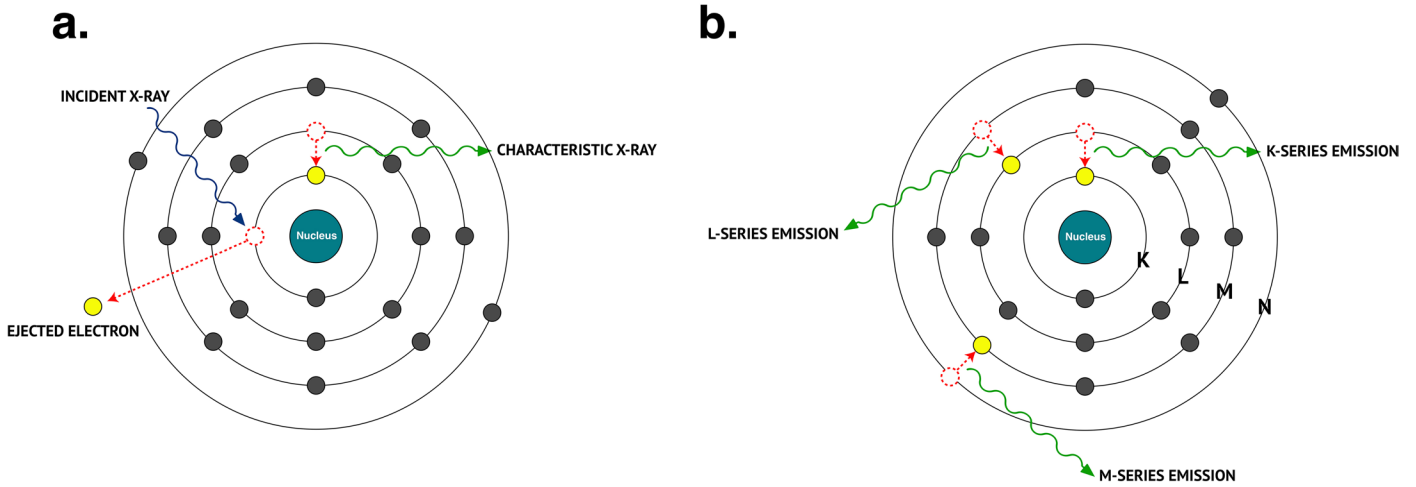 a.
INCIDENT X-RAY
CHARACTERISTIC X-RAY
Nucleus
EJECTED ELECTRON
b.
K-SERIES EMISSION
L-SERIES EMISSION
Nucleus
K
L
M
N
M-SERIES EMISSION